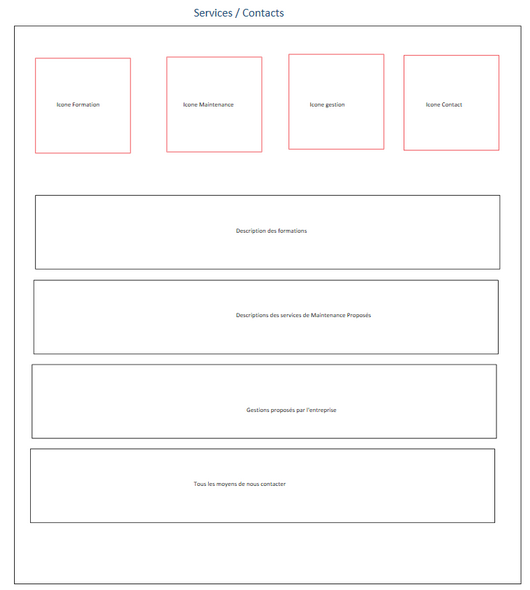 Services / Contacts
Icone Formation
Icone Maintenance
Icone gestion
Icone Contact
Description des formations
Descriptions des services de Maintenance Proposés
Gestions proposés par l'entreprise
Tous les moyens de nous contacter